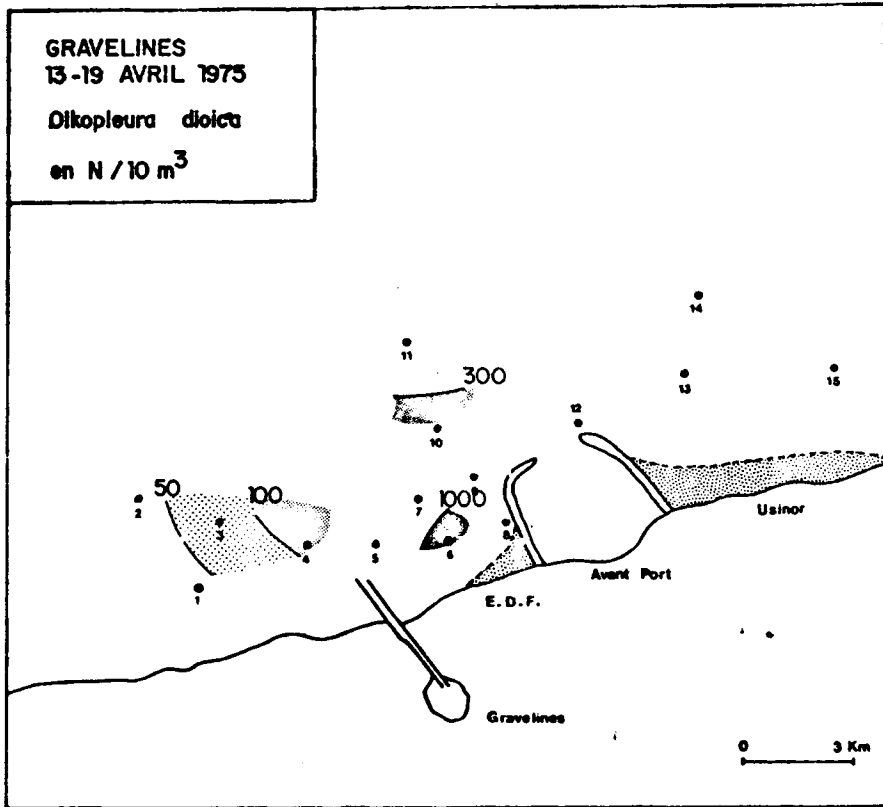 GRAVELINES
13-19 AVRIL 1975
Oikopleura dioica
en N/10 m³
14
11
13
15
300
12
10
50
100
1000
2
3
7
4
5
6
8
1
Usinor
Avant Port
E.D.F.
Gravelines
0 3 Km